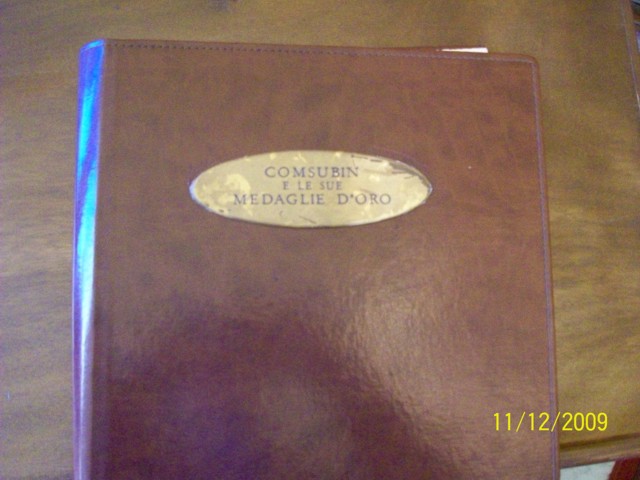 COMSUBIN
E LE SUE
MEDAGLIE D'ORO
11/12/2009